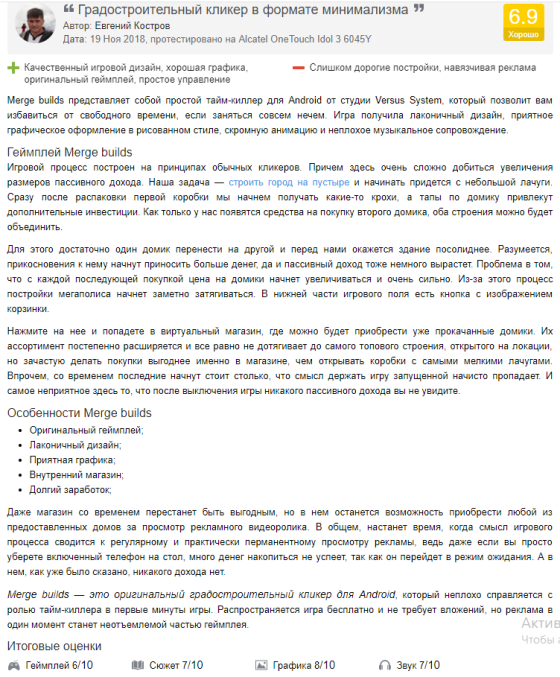 ❝ Градостроительный кликер в формате минимализма ❞
Автор: Евгений Костров
Дата: 19 Ноя 2018, протестировано на Alcatel OneTouch Idol 3 6045Y
6.9
Хорошо
Качественный игровой дизайн, хорошая графика,
оригинальный геймплей, простое управление
Слишком дорогие постройки, навязчивая реклама
Merge builds представляет собой простой тайм-киллер для Android от студии Versus System, который позволит вам
избавиться от свободного времени, если заняться совсем нечем. Игра получила лаконичный дизайн, приятное
графическое оформление в рисованном стиле, скромную анимацию и неплохое музыкальное сопровождение.
Геймплей Merge builds
Игровой процесс построен на принципах обычных кликеров. Причем здесь очень сложно добиться увеличения
размеров пассивного дохода. Наша задача — строить город на пустыре и начинать придется с небольшой лачуги.
Сразу после распаковки первой коробки мы начнем получать какие-то крохи, а тапы по домику привлекут
дополнительные инвестиции. Как только у нас появятся средства на покупку второго домика, оба строения можно будет
объединить.
Для этого достаточно один домик перенести на другой и перед нами окажется здание посолиднее. Разумеется,
прикосновения к нему начнут приносить больше денег, да и пассивный доход тоже немного вырастет. Проблема в том,
что с каждой последующей покупкой цена на домики начнет увеличиваться и очень сильно. Из-за этого процесс
постройки мегаполиса начнет заметно затягиваться. В нижней части игрового поля есть кнопка с изображением
корзинки.
Нажмите на нее и попадете в виртуальный магазин, где можно будет приобрести уже прокачанные домики. Их
ассортимент постепенно расширяется и все равно не дотягивает до самого топового строения, открытого на локации,
но зачастую делать покупки выгоднее именно в магазине, чем открывать коробки с самыми мелкими лачугами.
Впрочем, со временем последние начнут стоит столько, что смысл держать игру запущенной начисто пропадает. И
самое неприятное здесь то, что после выключения игры никакого пассивного дохода вы не увидите.
Особенности Merge builds
• Оригинальный геймплей;
• Лаконичный дизайн;
• Приятная графика;
• Внутренний магазин;
• Долгий заработок;
Даже магазин со временем перестанет быть выгодным, но в нем останется возможность приобрести любой из
предоставленных домов за просмотр рекламного видеоролика. В общем, настанет время, когда смысл игрового
процесса сводится к регулярному и практически перманентному просмотру рекламы, ведь даже если вы просто
уберете включенный телефон на стол, много денег накопиться не успеет, так как он перейдет в режим ожидания. А в
нем, как уже было сказано, никакого дохода нет.
Merge builds — это оригинальный градостроительный кликер для Android, который неплохо справляется с
ролью тайм-киллера в первые минуты игры. Распространяется игра бесплатно и не требует вложений, но реклама в
один момент станет неотъемлемой частью геймплея.
Актив
Чтобы а
Итоговые оценки
Геймплей 6/10 Сюжет 7/10 Графика 8/10 Звук 7/10